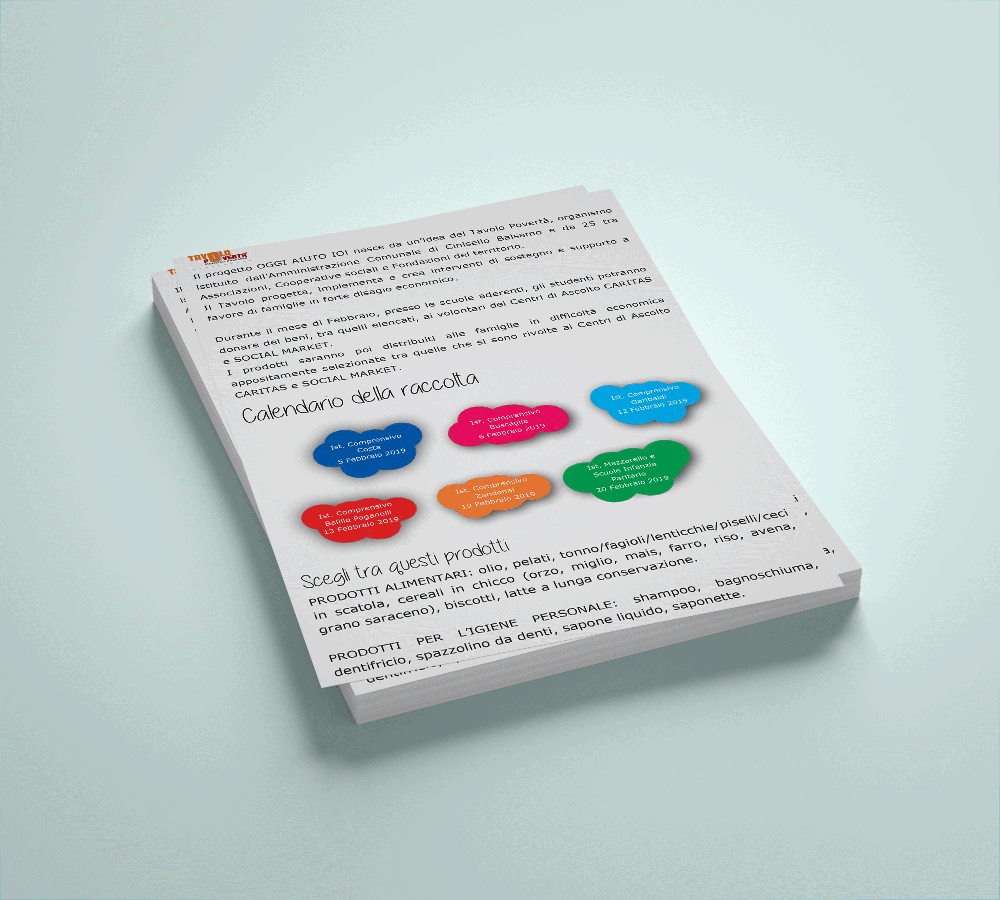 TAVOLO
POVERTÀ
Il progetto OGGI AIUTO IO! nasce da un'idea del Tavolo Povertà, organismo
istituito dall'Amministrazione Comunale di Cinisello Balsamo e da 25 tra
Associazioni, Cooperative sociali e Fondazioni del territorio.
Il Tavolo progetta, implementa e crea interventi di sostegno e supporto a
favore di famiglie in forte disagio economico.
Durante il mese di Febbraio, presso le scuole aderenti, gli studenti potranno
donare dei beni, tra quelli elencati, ai volontari dei Centri di Ascolto CARITAS
e SOCIAL MARKET.
I prodotti saranno poi distribuiti alle famiglie in difficoltà economica
appositamente selezionate tra quelle che si sono rivolte ai Centri di Ascolto
CARITAS e SOCIAL MARKET.
Calendario della raccolta
Ist. Comprensivo
Costa
5 Febbraio 2019
Ist. Comprensivo
Buscaglia
6 Febbraio 2019
Ist. Comprensivo
Garibaldi
12 Febbraio 2019
Ist. Comprensivo
Balilla Paganelli
13 Febbraio 2019
Ist. Comprensivo
Zandonai
19 Febbraio 2019
Ist. Mazzarello e
Scuole Infanzia
Paritarie
20 Febbraio 2019
Scegli tra questi prodotti
PRODOTTI ALIMENTARI: olio, pelati, tonno/fagioli/lenticchie/piselli/ceci
in scatola, cereali in chicco (orzo, miglio, mais, farro, riso, avena,
grano saraceno), biscotti, latte a lunga conservazione.
PRODOTTI PER L'IGIENE PERSONALE: shampoo, bagnoschiuma,
dentifricio, spazzolino da denti, sapone liquido, saponette.